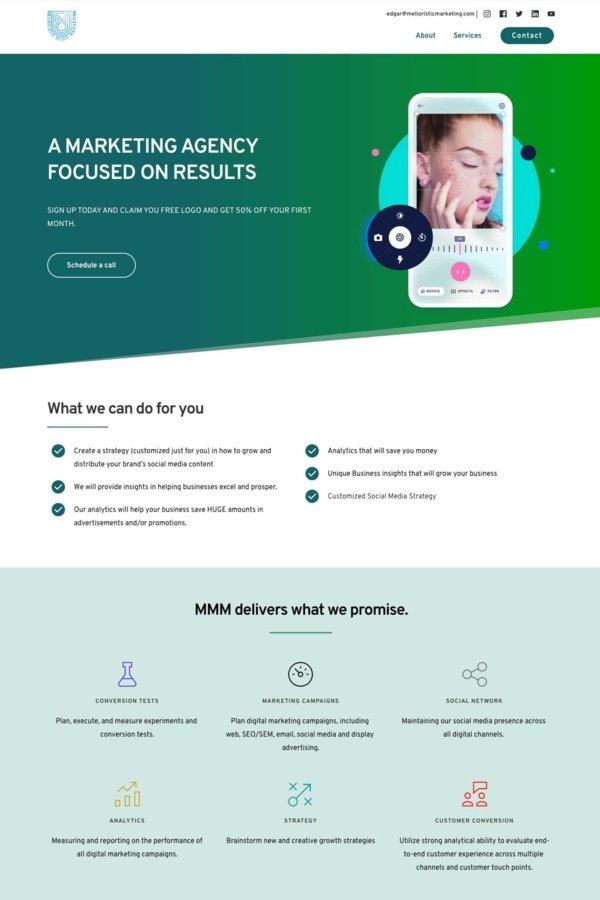 edgar@melioristicmarketing.com |
About Services Contact
A MARKETING AGENCY
FOCUSED ON RESULTS
SIGN UP TODAY AND CLAIM YOU FREE LOGO AND GET 50% OFF YOUR FIRST
MONTH.
Schedule a call
ROTATE EFFECTS FILTER
What we can do for you
Create a strategy (customized just for you) in how to grow and
distribute your brand's social media content
We will provide insights in helping businesses excel and prosper.
Our analytics will help your business save HUGE amounts in
advertisements and/or promotions.
Analytics that will save you money
Unique Business insights that will grow your business
Customized Social Media Strategy
MMM delivers what we promise.
CONVERSION TESTS
Plan, execute, and measure experiments and
conversion tests.
MARKETING CAMPAIGNS
Plan digital marketing campaigns, including
web, SEO/SEM, email, social media and display
advertising.
SOCIAL NETWORK
Maintaining our social media presence across
all digital channels.
ANALYTICS
Measuring and reporting on the performance of
all digital marketing campaigns.
STRATEGY
Brainstorm new and creative growth strategies
CUSTOMER CONVERSION
Utilize strong analytical ability to evaluate end-
to-end customer experience across multiple
channels and customer touch points.